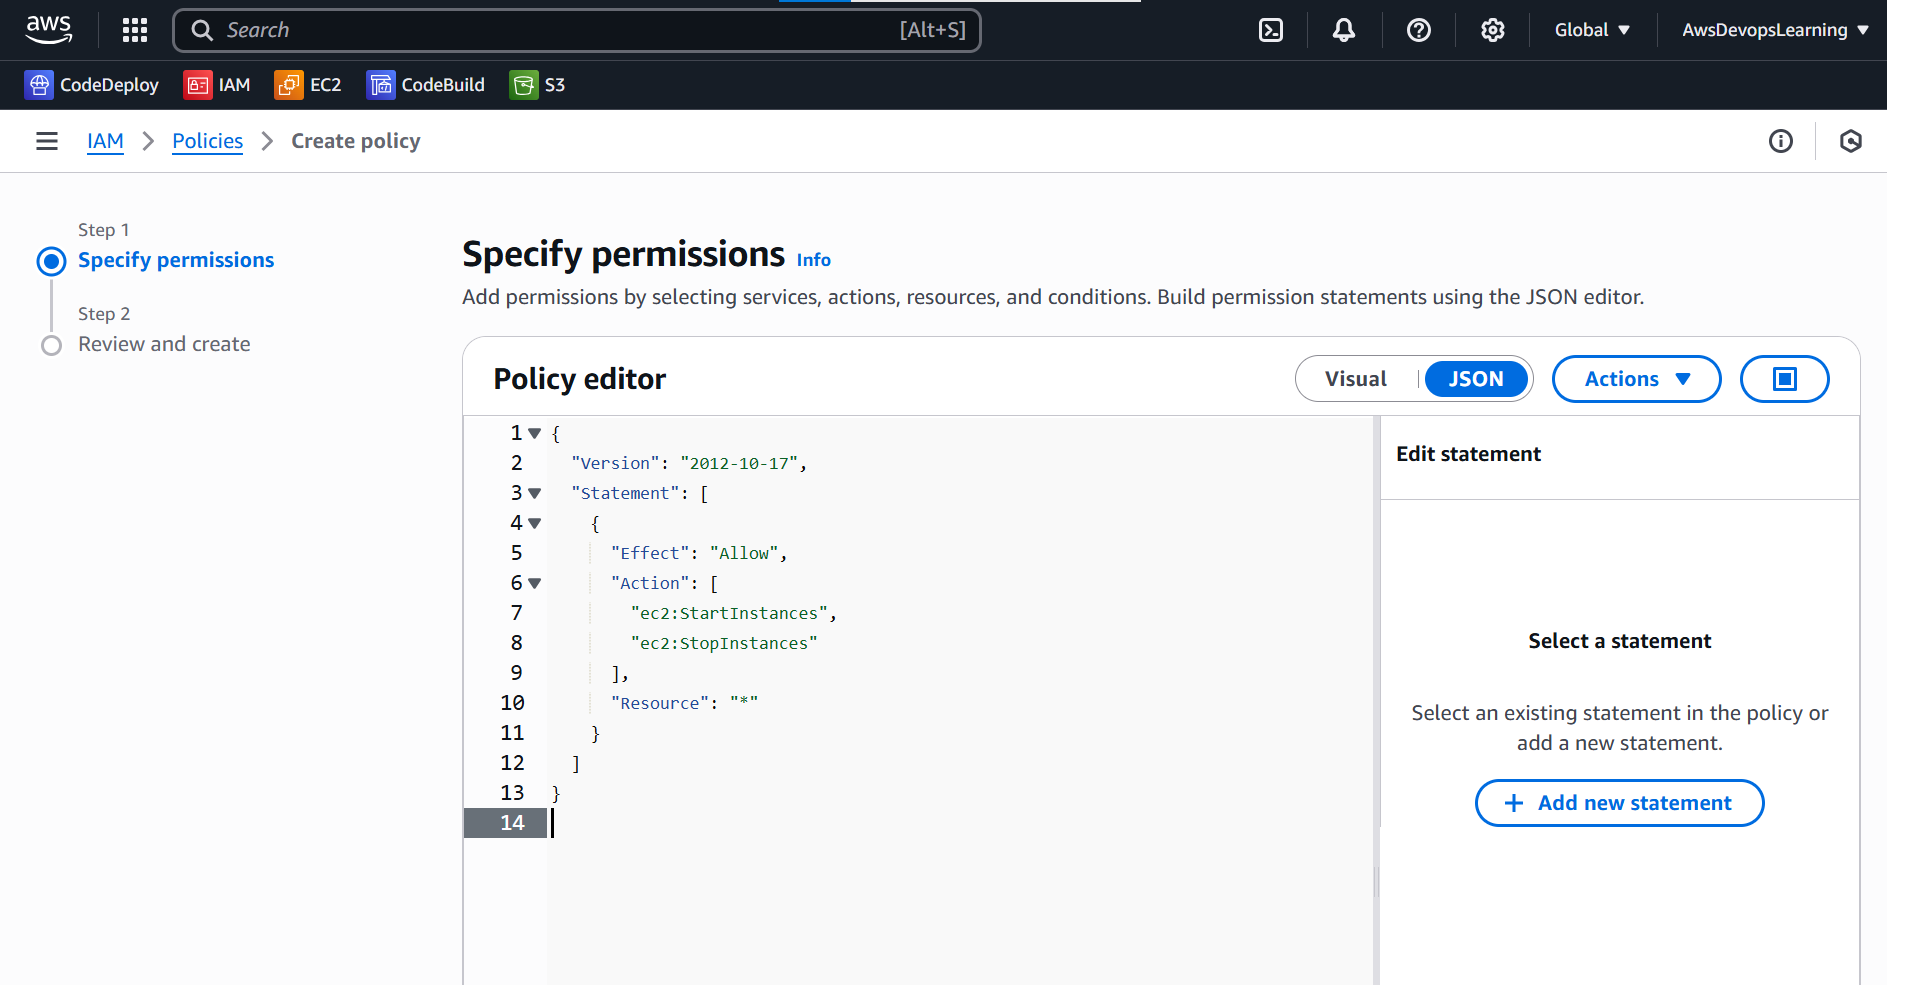 aws Search [Alt+S] Global AwsDevopsLearning
CodeDeploy IAM EC2 CodeBuild S3
IAM Policies Create policy
Step 1
Specify permissions
Step 2
Review and create
Specify permissions Info
Add permissions by selecting services, actions, resources, and conditions. Build permission statements using the JSON editor.
Policy editor Visual JSON Actions
1 {
2 "Version": "2012-10-17",
3 "Statement": [
4 {
5 "Effect": "Allow",
6 "Action": [
7 "ec2:StartInstances",
8 "ec2:StopInstances"
9 ],
10 "Resource": "*"
11 }
12 ]
13 }
14
Edit statement
Select a statement
Select an existing statement in the policy or
add a new statement.
+ Add new statement